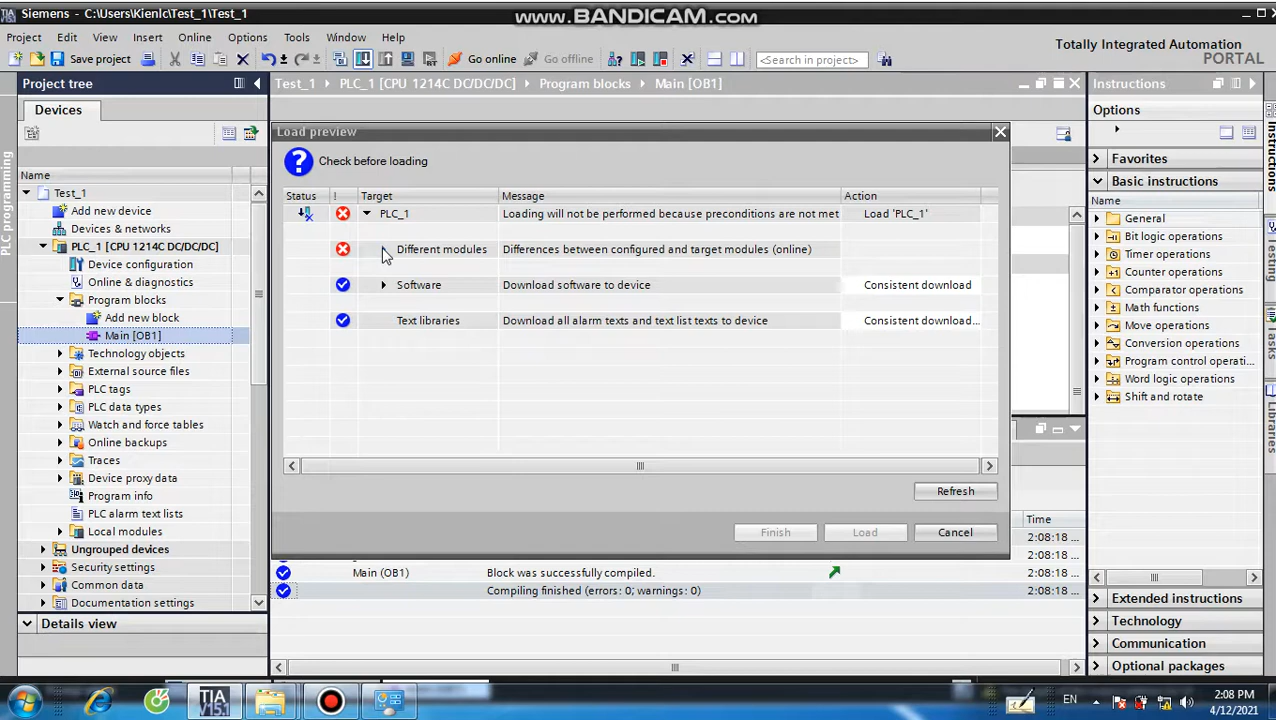 Siemens - C:\Users\Kienlc\Test_1\Test_1
www.BANDICAM.com
Project Edit View Insert Online Options Tools Window Help
Totally Integrated Automation
PORTAL
Save project
Go online
Go offline
<Search in project>
Project tree
Test_1 PLC_1 [CPU 1214C DC/DC/DC] Program blocks Main [OB1]
Instructions
Devices
Options
Name
Test_1
Add new device
Devices & networks
PLC_1 [CPU 1214C DC/DC/DC]
Device configuration
Online & diagnostics
Program blocks
Add new block
Main [OB1]
Technology objects
External source files
PLC tags
PLC data types
Watch and force tables
Online backups
Traces
Device proxy data
Program info
PLC alarm text lists
Local modules
Ungrouped devices
Security settings
Common data
Documentation settings
Details view
PLC programming
Load preview
Check before loading
Status ! Target Message Action
PLC_1 Loading will not be performed because preconditions are not met Load 'PLC_1'
Different modules Differences between configured and target modules (online)
Software Download software to device Consistent download
Text libraries Download all alarm texts and text list texts to device Consistent download...
Refresh
Finish Load Cancel
Time
2:08:18 ...
2:08:18 ...
Main (OB1) Block was successfully compiled. 2:08:18 ...
Compiling finished (errors: 0; warnings: 0) 2:08:18 ...
Favorites
Basic instructions
Name
General
Bit logic operations
Timer operations
Counter operations
Comparator operations
Math functions
Move operations
Conversion operations
Program control operati...
Word logic operations
Shift and rotate
Extended instructions
Technology
Communication
Optional packages
Instructions
Testing
Tasks
Libraries
TIA
V15.1
EN
2:08 PM
4/12/2021